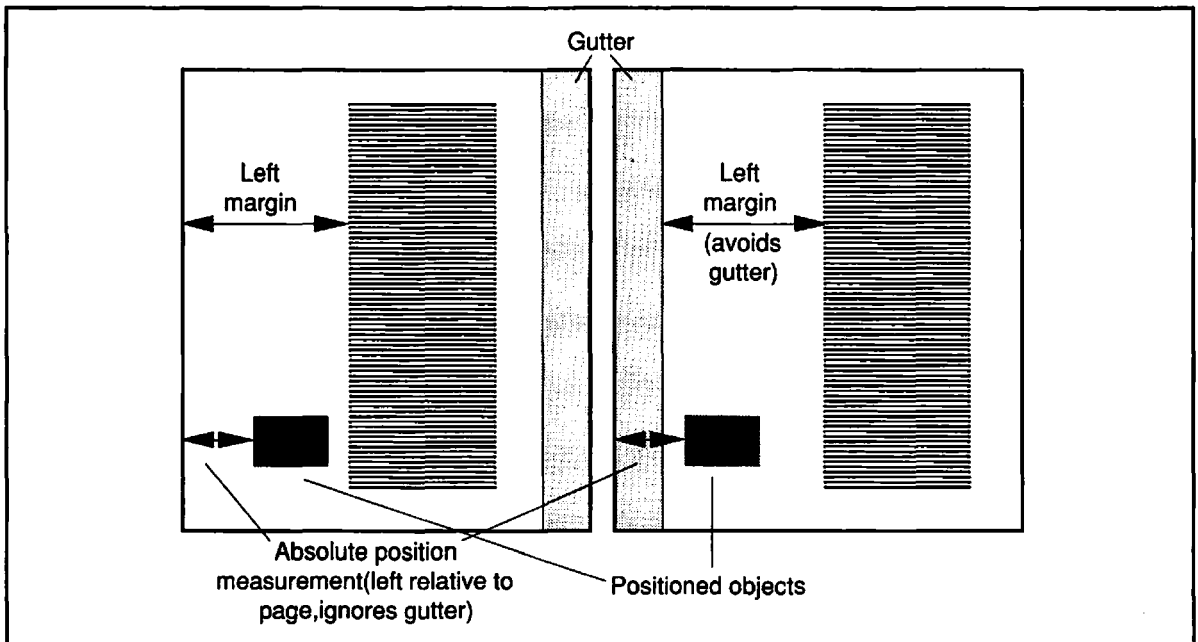 Gutter
Left
margin
Left
margin
(avoids
gutter)
Absolute position
measurement(left relative to
page,ignores gutter)
Positioned objects